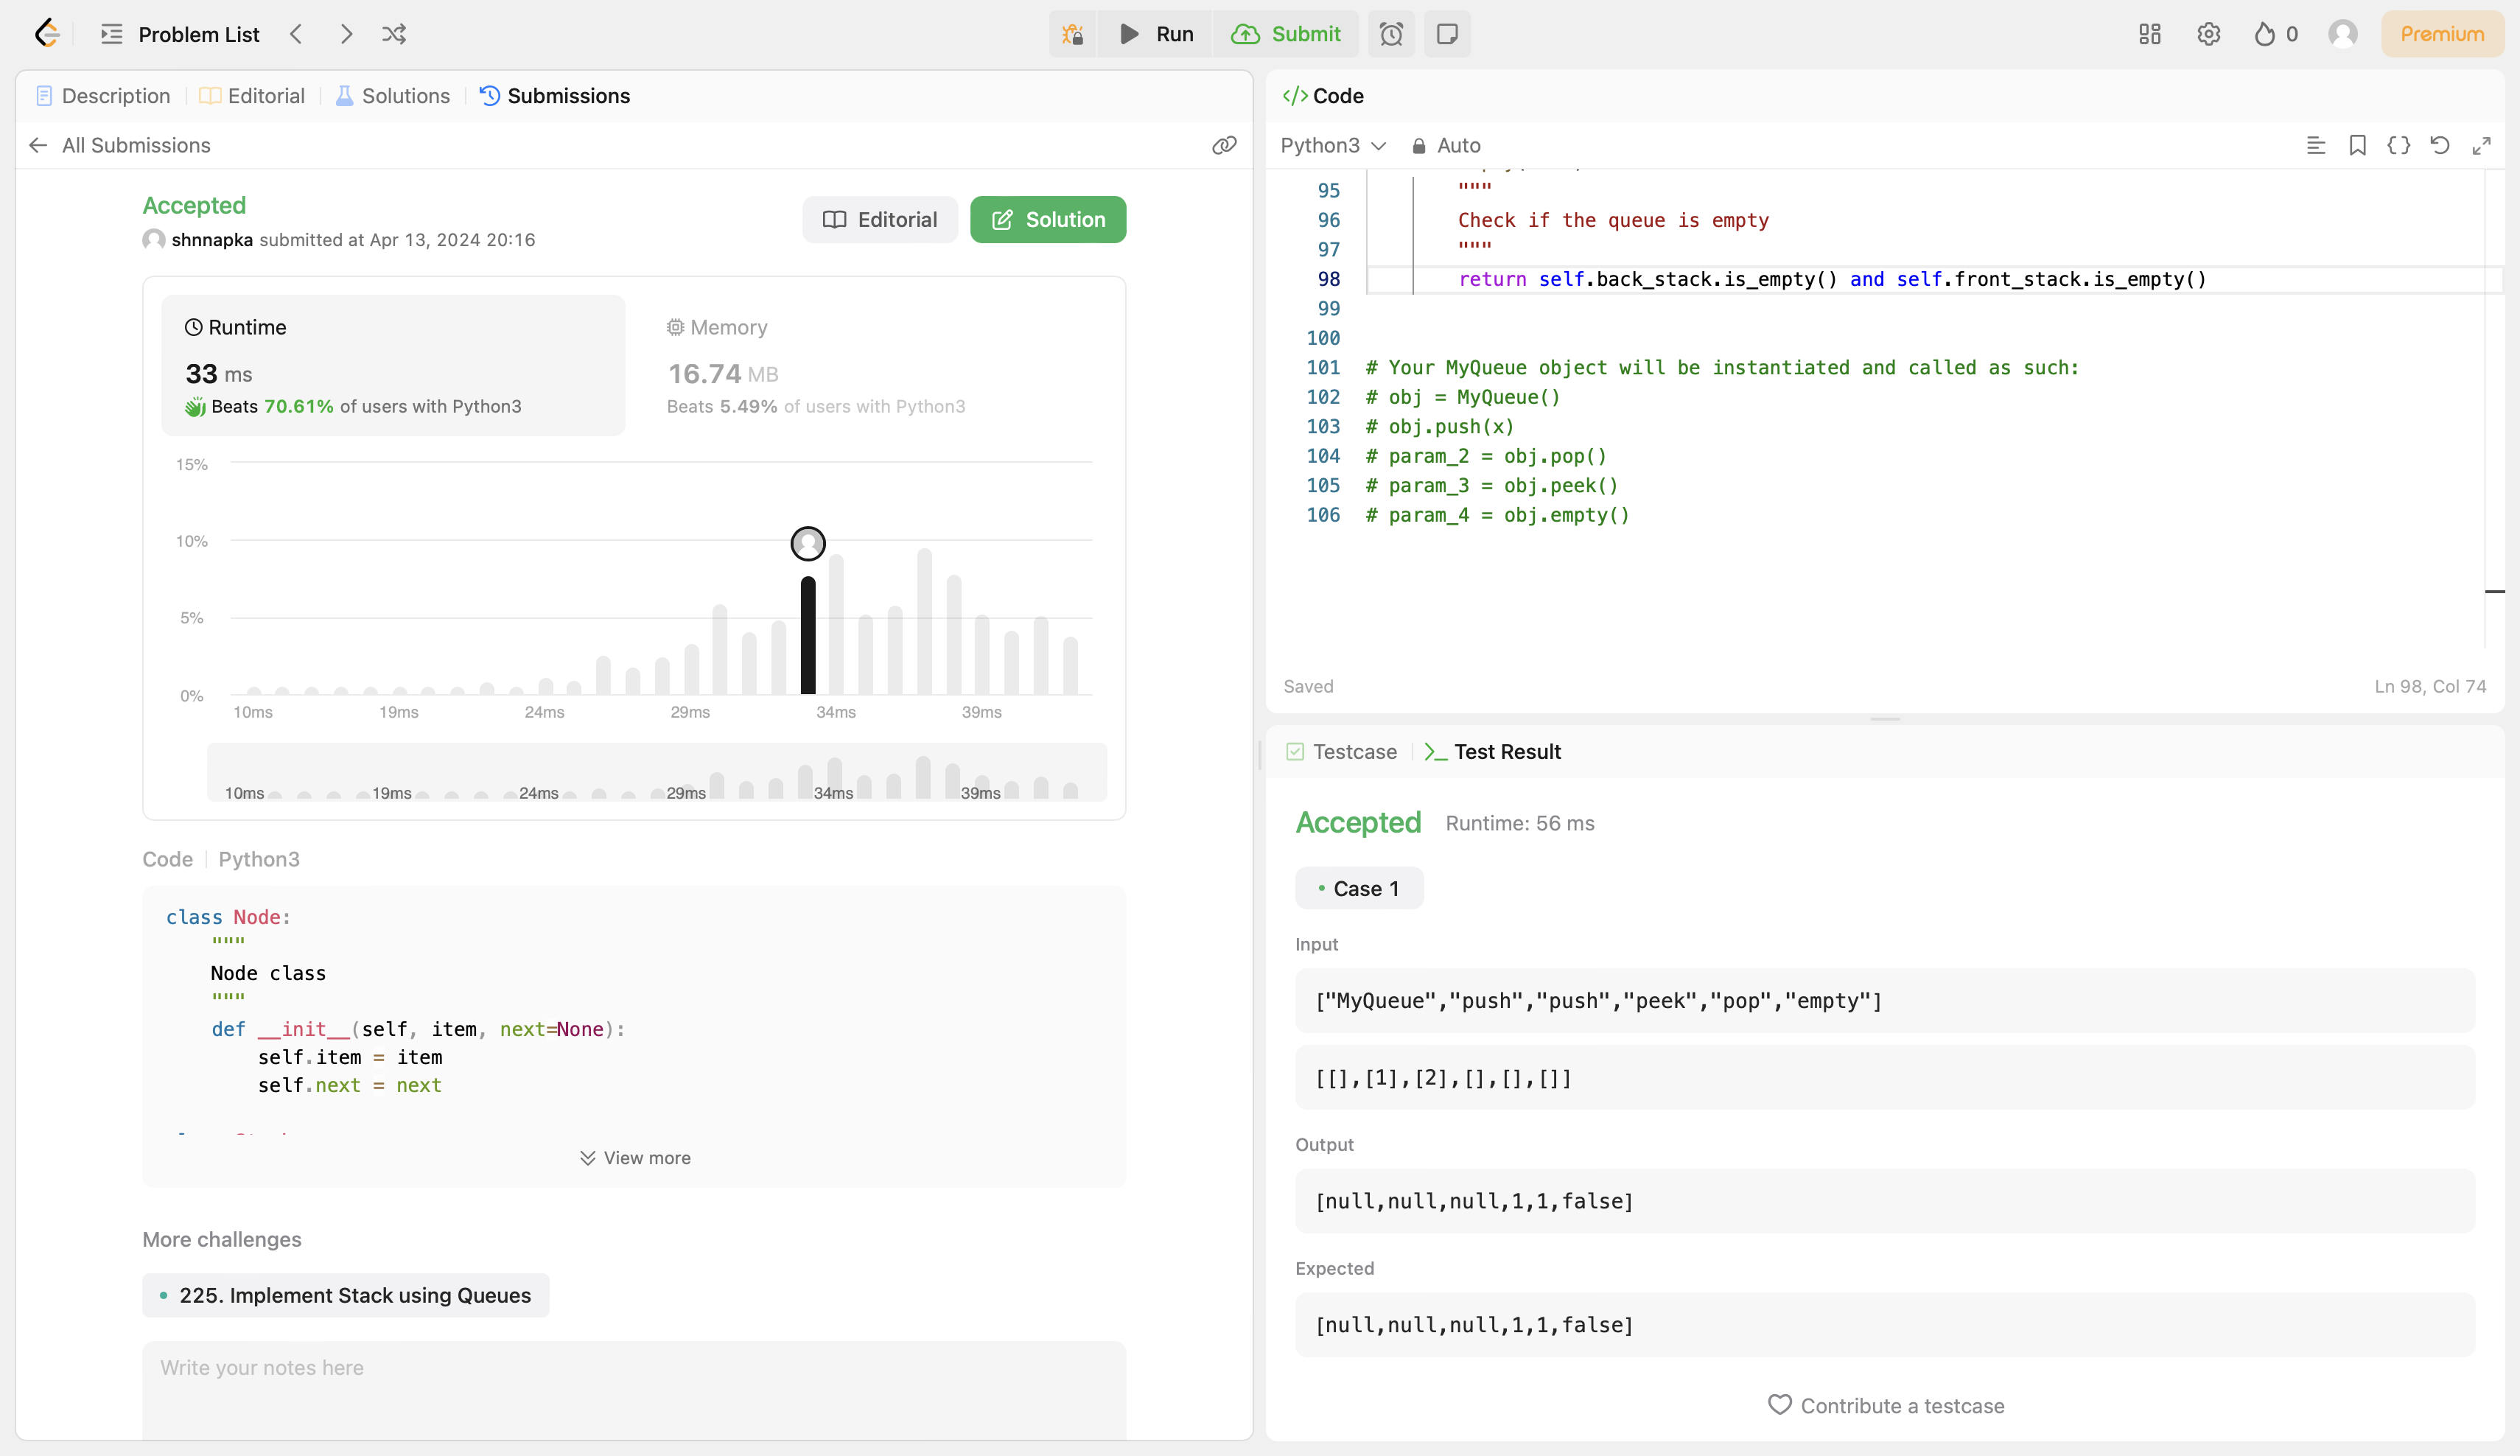 Problem List
Run
Submit
0
Premium
Description
Editorial
Solutions
Submissions
All Submissions
Accepted
shnnapka submitted at Apr 13, 2024 20:16
Editorial
Solution
Runtime
33 ms
Beats 70.61% of users with Python3
Memory
16.74 MB
Beats 5.49% of users with Python3
15%
10%
5%
0%
10ms 19ms 24ms 29ms 34ms 39ms
10ms 19ms 24ms 29ms 34ms 39ms
Code
Python3
class Node:
"""
Node class
"""
def __init__(self, item, next=None):
self.item = item
self.next = next
View more
More challenges
225. Implement Stack using Queues
Write your notes here
</> Code
Python3
Auto
95 """
96 Check if the queue is empty
97 """
98 return self.back_stack.is_empty() and self.front_stack.is_empty()
99
100
101 # Your MyQueue object will be instantiated and called as such:
102 # obj = MyQueue()
103 # obj.push(x)
104 # param_2 = obj.pop()
105 # param_3 = obj.peek()
106 # param_4 = obj.empty()
Saved
Ln 98, Col 74
Testcase
Test Result
Accepted
Runtime: 56 ms
Case 1
Input
["MyQueue","push","push","peek","pop","empty"]
[[],[1],[2],[],[],[]]
Output
[null,null,null,1,1,false]
Expected
[null,null,null,1,1,false]
Contribute a testcase